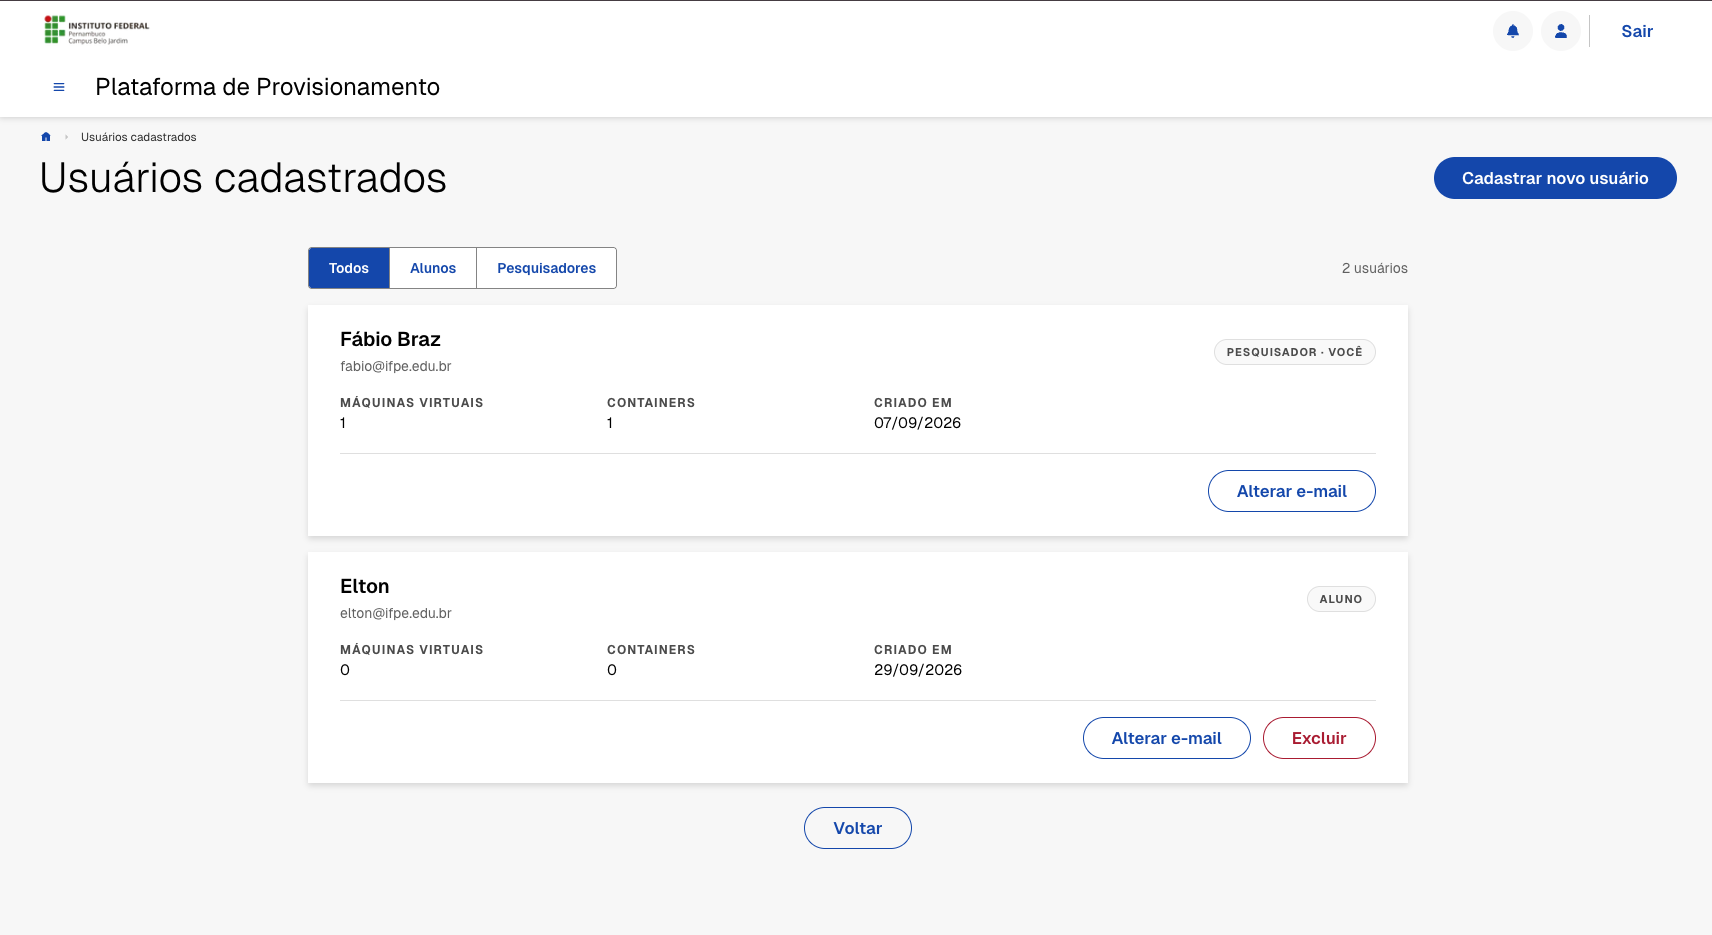 INSTITUTO FEDERAL
Pernambuco
Campus Belo Jardim
Sair
Plataforma de Provisionamento
Usuários cadastrados
Usuários cadastrados
Cadastrar novo usuário
Todos Alunos Pesquisadores 2 usuários
Fábio Braz
PESQUISADOR · VOCÊ
fabio@ifpe.edu.br
MÁQUINAS VIRTUAIS CONTAINERS CRIADO EM
1 1 07/09/2026
Alterar e-mail
Elton
ALUNO
elton@ifpe.edu.br
MÁQUINAS VIRTUAIS CONTAINERS CRIADO EM
0 0 29/09/2026
Alterar e-mail Excluir
Voltar